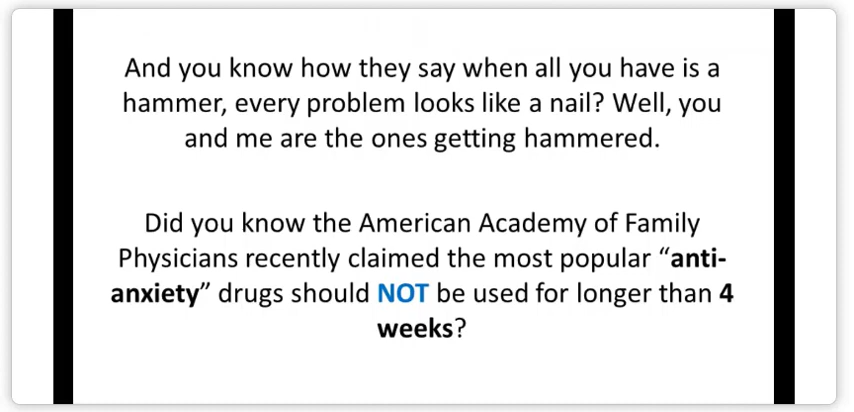 And you know how they say when all you have is a
hammer, every problem looks like a nail? Well, you
and me are the ones getting hammered.
Did you know the American Academy of Family
Physicians recently claimed the most popular “anti-
anxiety” drugs should NOT be used for longer than 4
weeks?